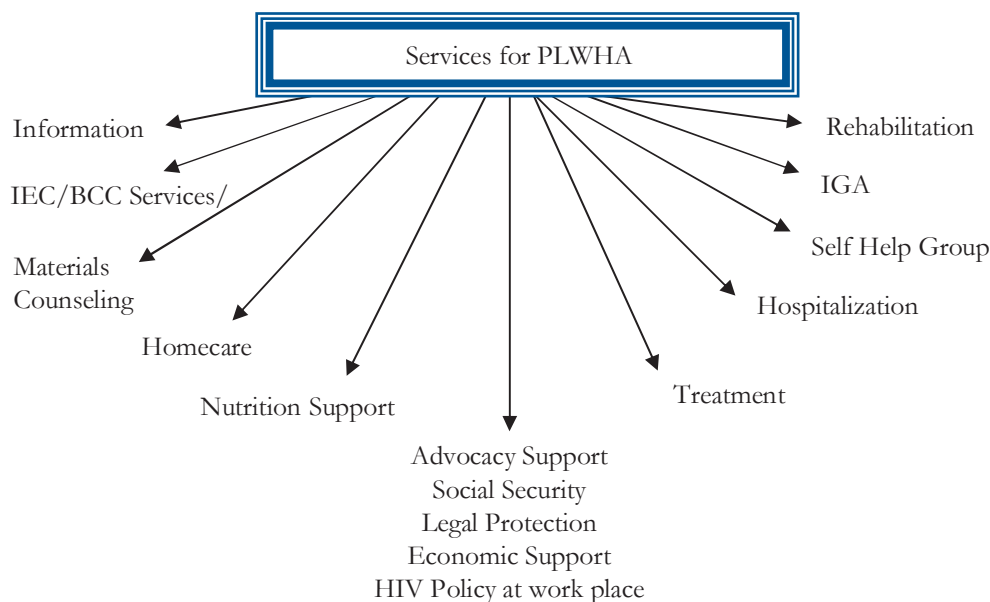 Services for PLWHA
Information
IEC/BCC Services/
Materials
Counseling
Homecare
Nutrition Support
Advocacy Support
Social Security
Legal Protection
Economic Support
HIV Policy at work place
Treatment
Hospitalization
Self Help Group
IGA
Rehabilitation